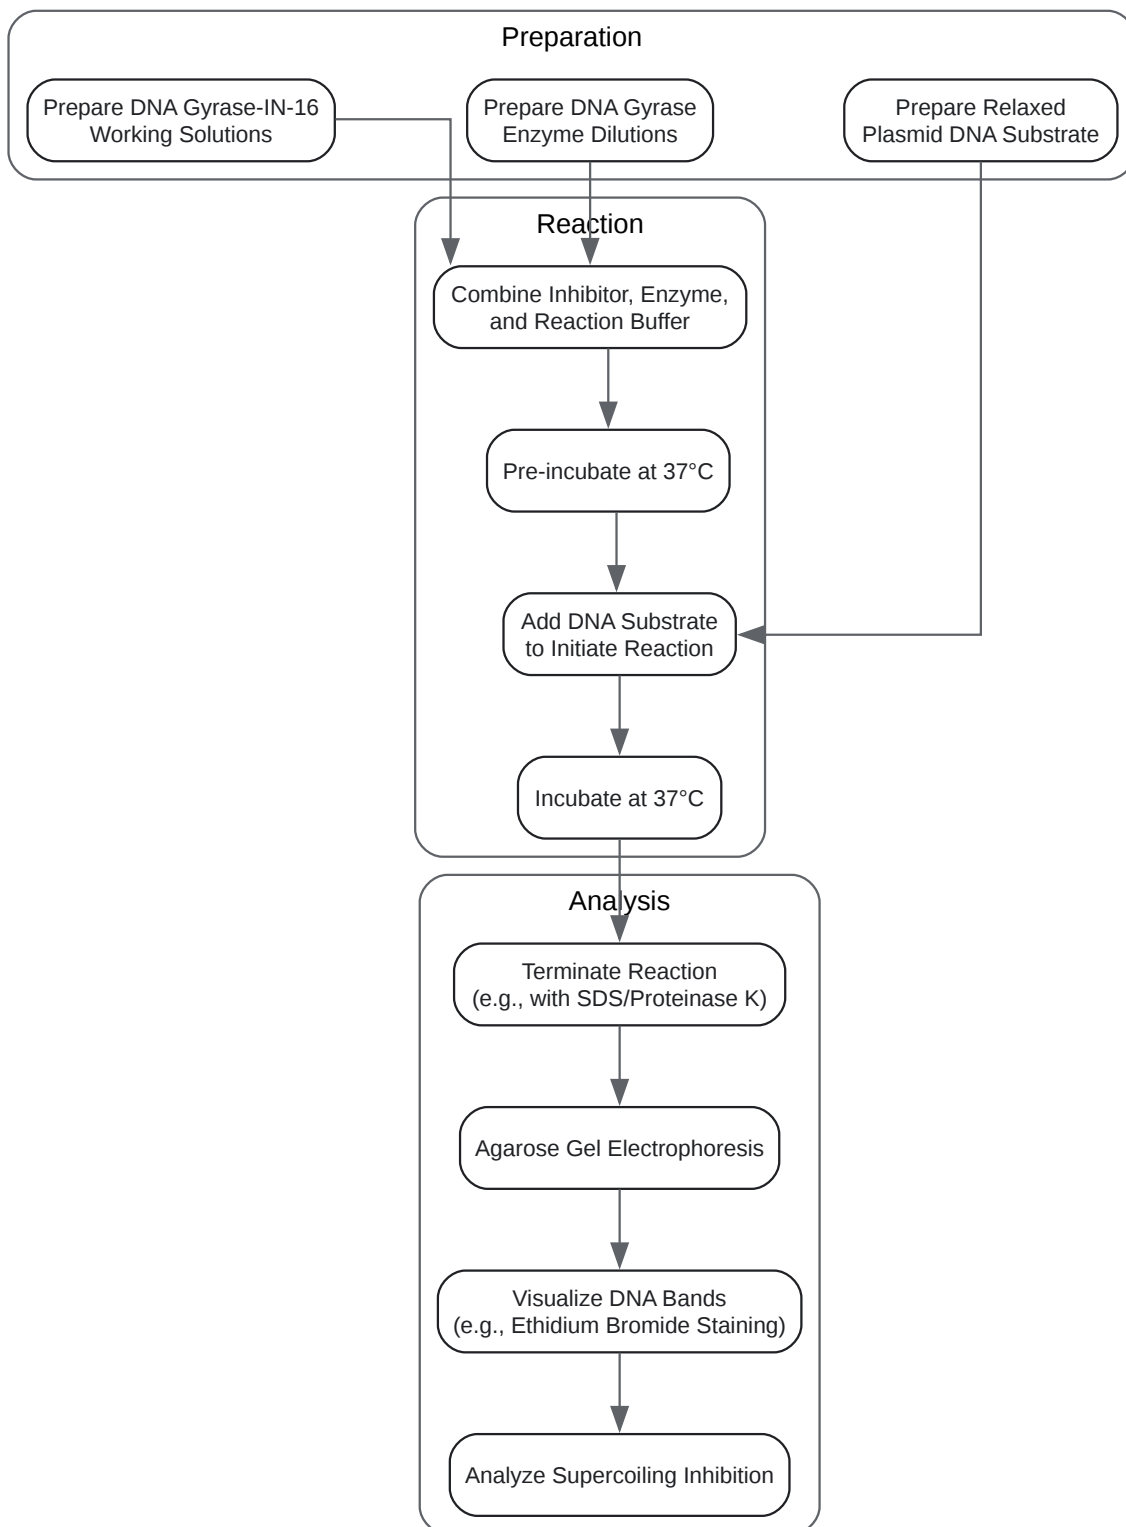 Preparation
Prepare DNA Gyrase-IN-16
Working Solutions
Prepare DNA Gyrase
Enzyme Dilutions
Prepare Relaxed
Plasmid DNA Substrate
Reaction
Combine Inhibitor, Enzyme,
and Reaction Buffer
Pre-incubate at 37°C
Add DNA Substrate
to Initiate Reaction
Incubate at 37°C
Analysis
Terminate Reaction
(e.g., with SDS/Proteinase K)
Agarose Gel Electrophoresis
Visualize DNA Bands
(e.g., Ethidium Bromide Staining)
Analyze Supercoiling Inhibition